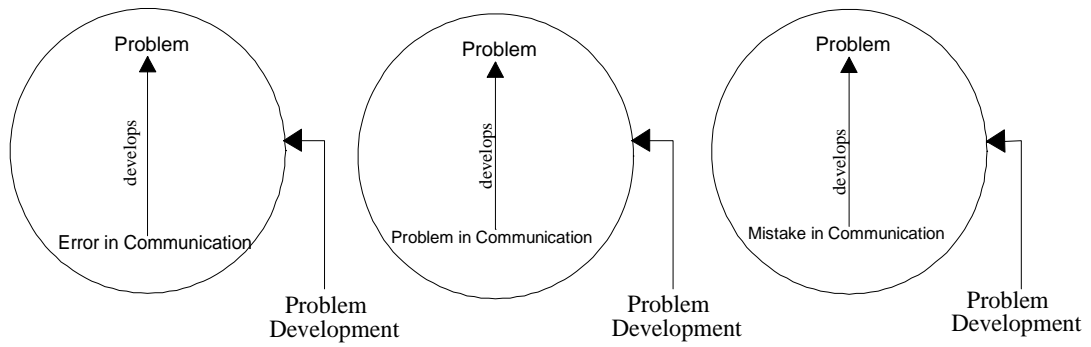 Problem
develops
Error in Communication
Problem
Development
Problem
develops
Problem in Communication
Problem
Development
Problem
develops
Mistake in Communication
Problem
Development